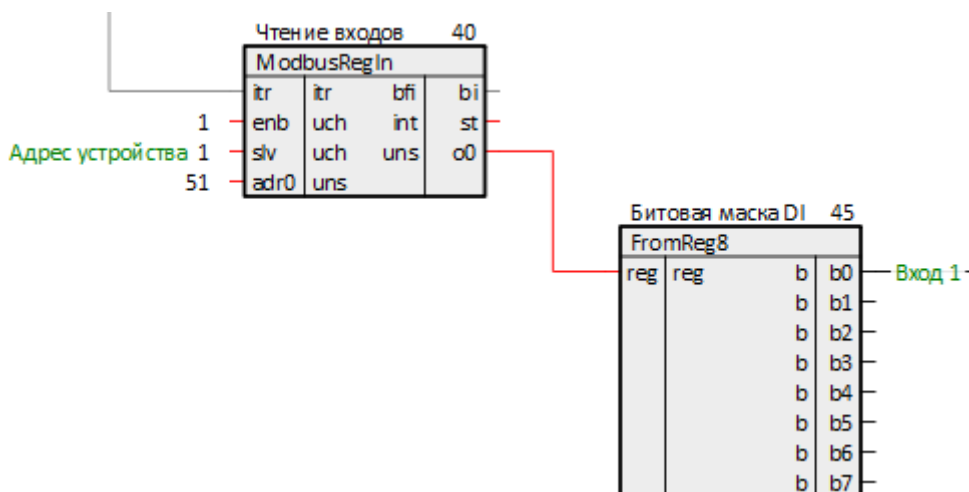 Чтение входов 40
ModbusRegIn
itr itr bfi bi
1 enb uch int st
Адрес устройства 1 slv uch uns o0
51 adr0 uns
Битовая маска DI 45
FromReg8
reg reg b b0 Вход 1
b b1
b b2
b b3
b b4
b b5
b b6
b b7